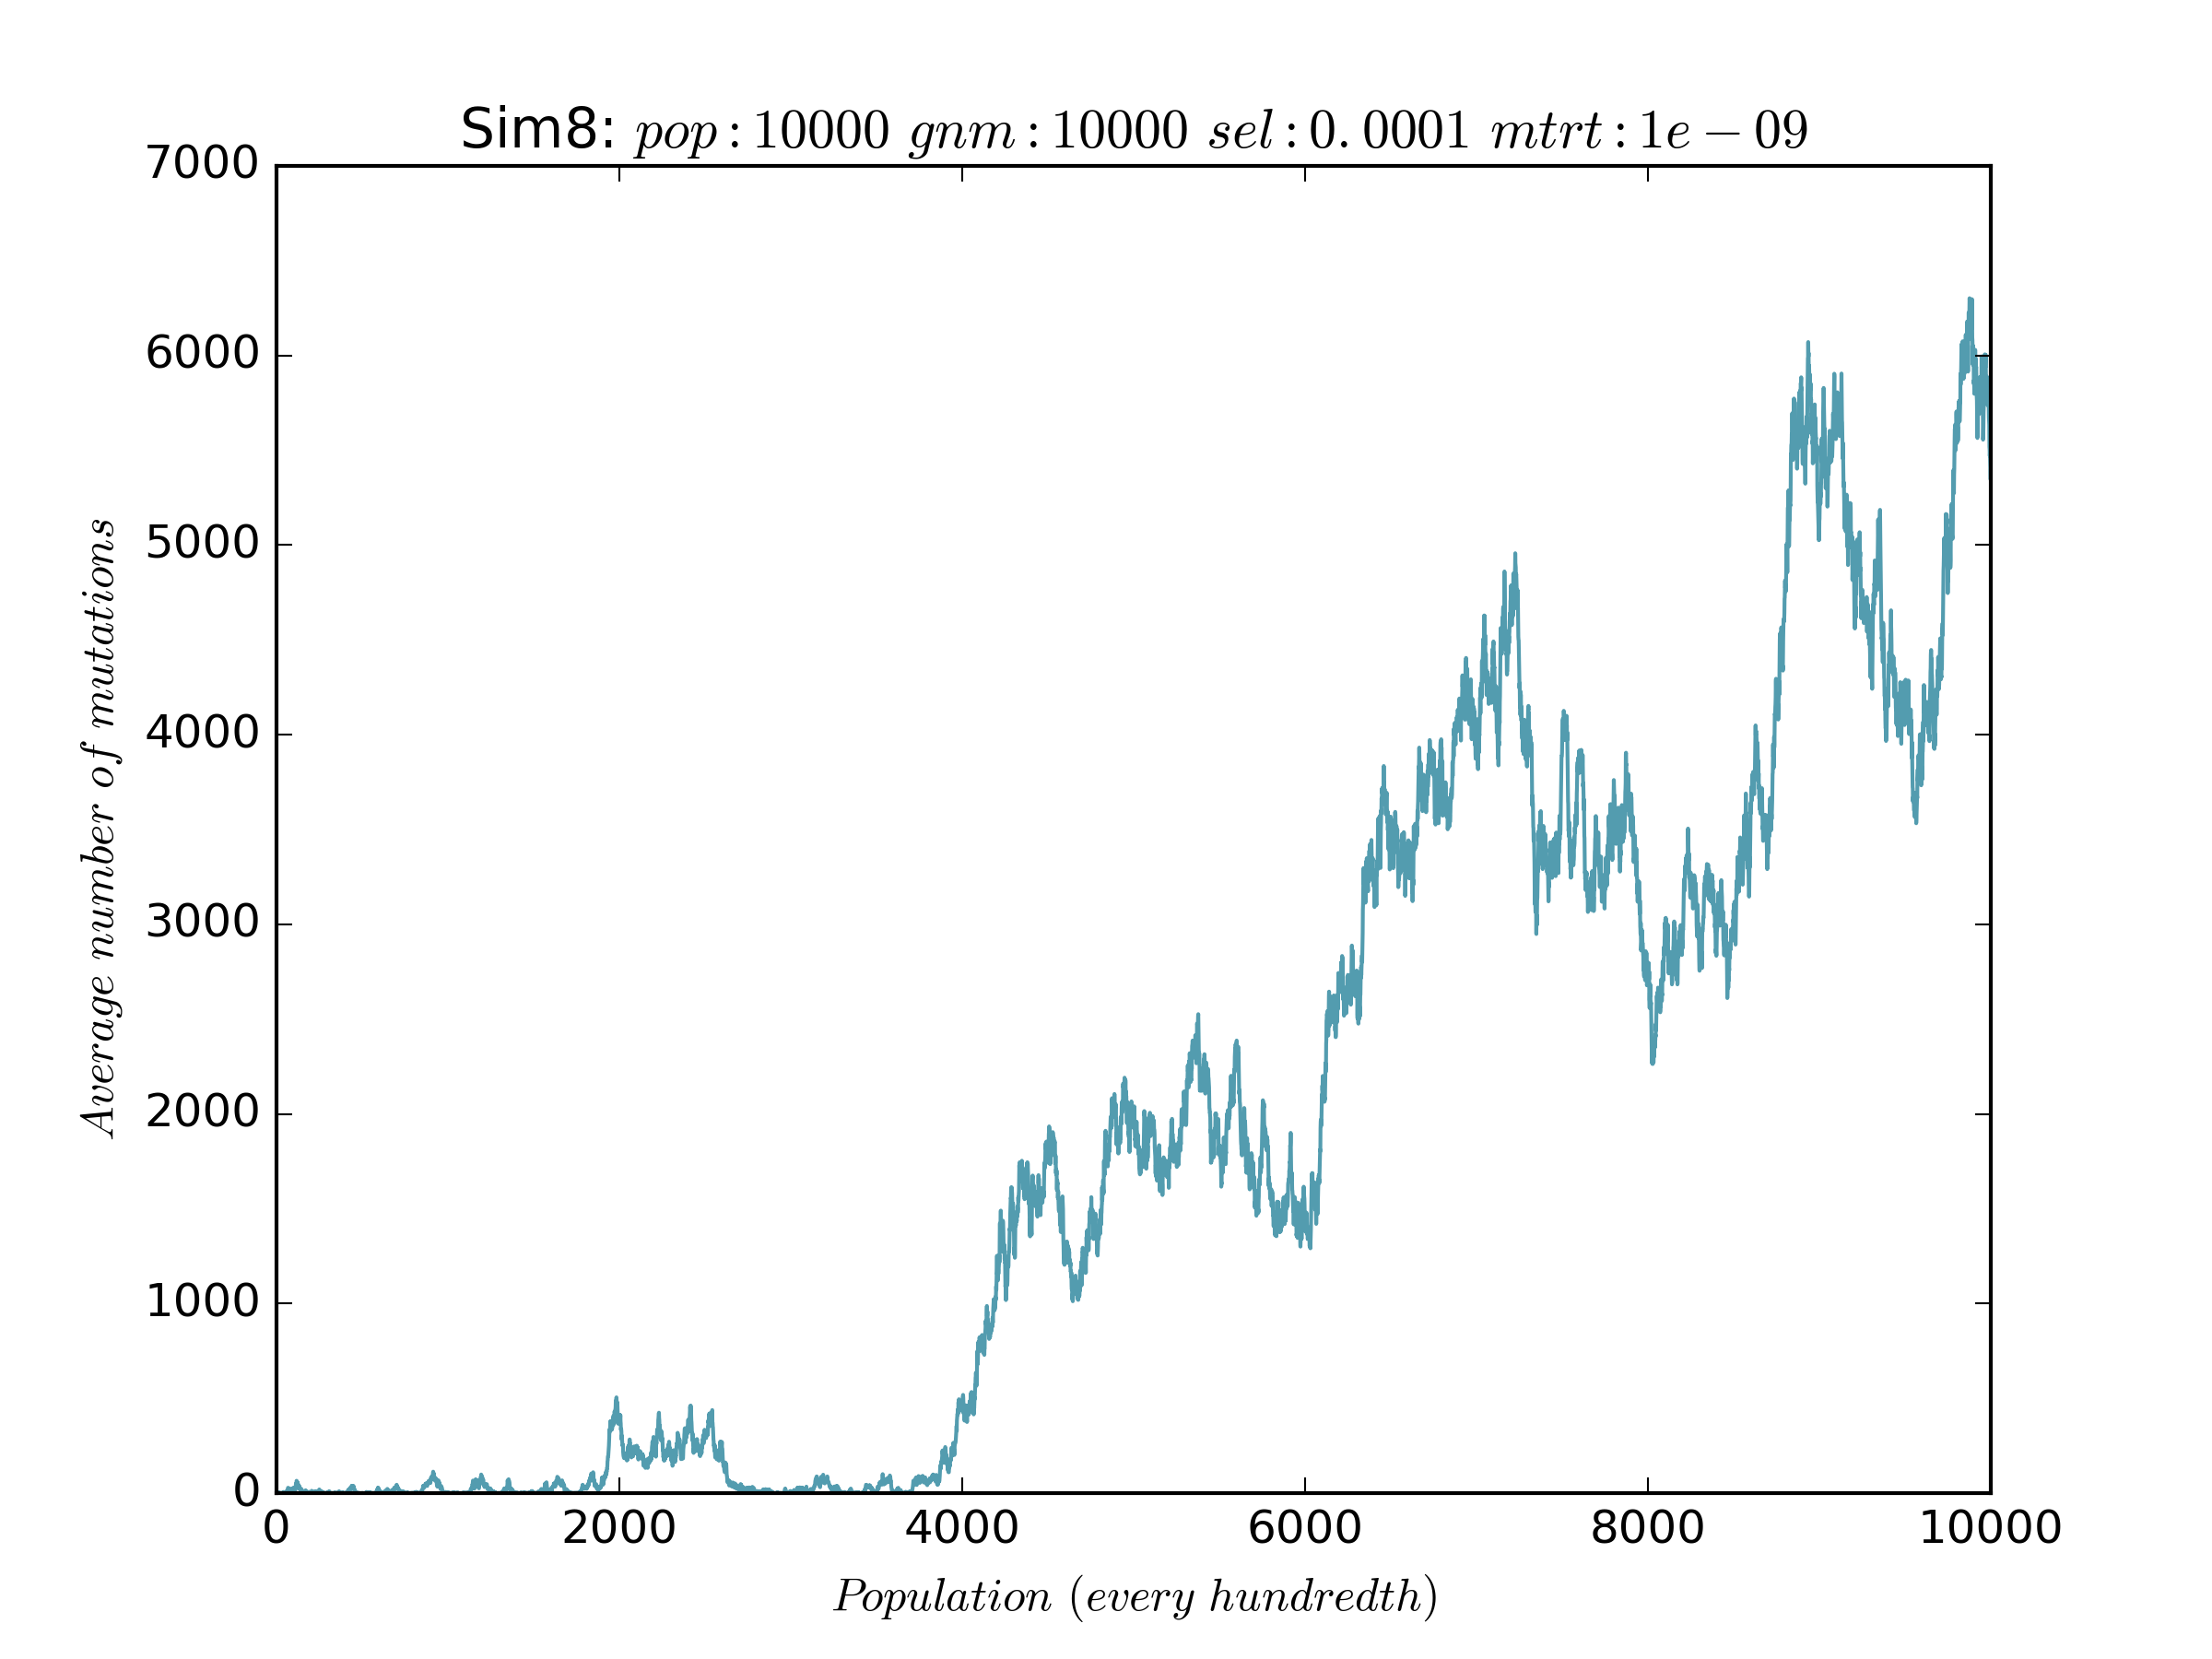 Sim8: pop : 10000 gnm : 10000 sel : 0.0001 mtrt : 1e − 09
7000
6000
5000
4000
3000
2000
1000
0
Average number of mutations
0 2000 4000 6000 8000 10000
Population (every hundredth)